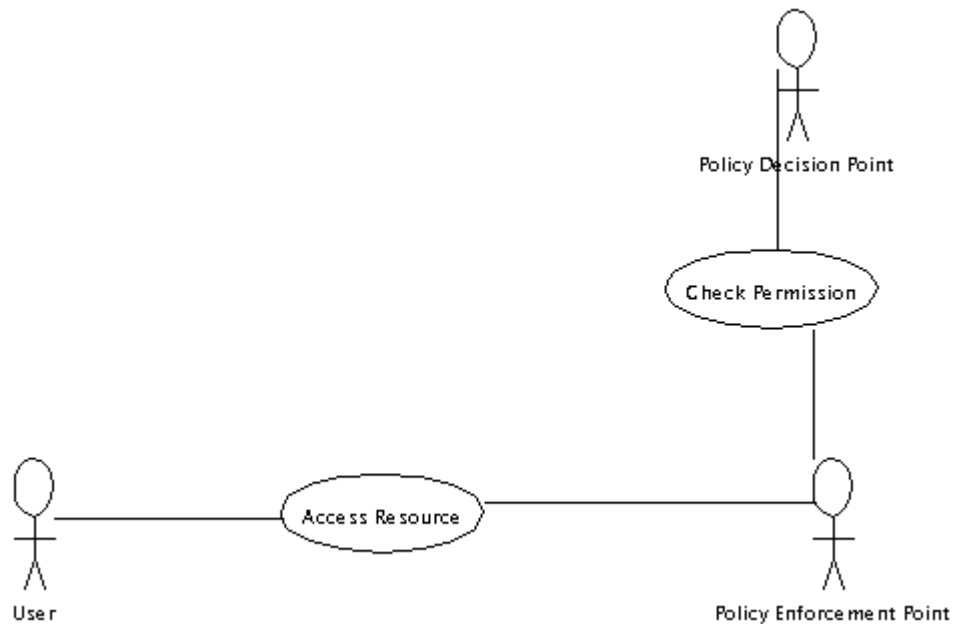 Policy Decision Point
Check Permission
Access Resource
User
Policy Enforcement Point